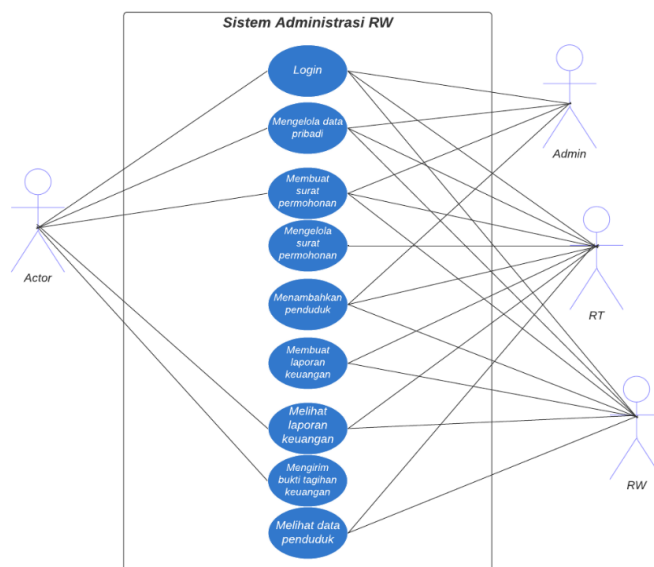 Sistem Administrasi RW
Login
Mengelola data
pribadi
Membuat
surat
permohonan
Mengelola
surat
permohonan
Menambahkan
penduduk
Membuat
laporan
keuangan
Melihat
laporan
keuangan
Mengirim
bukti tagihan
keuangan
Melihat data
penduduk
Actor
Admin
RT
RW